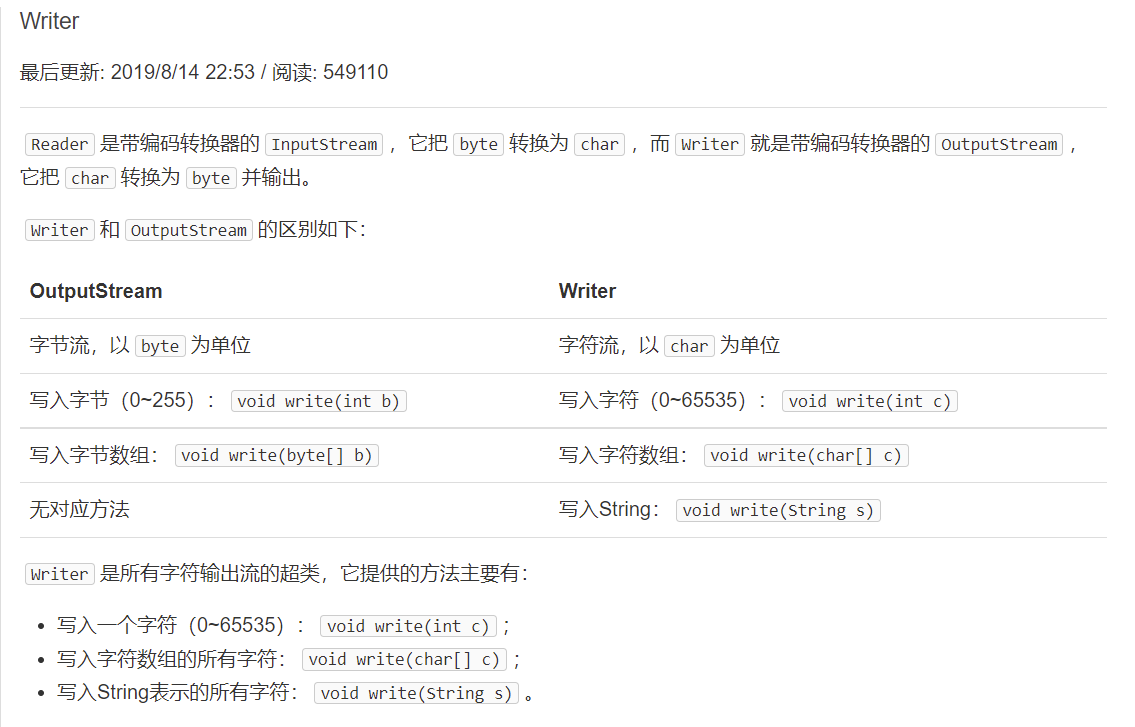 Writer
最后更新: 2019/8/14 22:53 / 阅读: 549110
Reader 是带编码转换器的 InputStream ，它把 byte 转换为 char ，而 Writer 就是带编码转换器的 OutputStream ，
它把 char 转换为 byte 并输出。
Writer 和 OutputStream 的区别如下：
OutputStream Writer
字节流，以 byte 为单位 字符流，以 char 为单位
写入字节（0~255）： void write(int b) 写入字符（0~65535）： void write(int c)
写入字节数组： void write(byte[] b) 写入字符数组： void write(char[] c)
无对应方法 写入String： void write(String s)
Writer 是所有字符输出流的超类，它提供的方法主要有：
• 写入一个字符（0~65535）： void write(int c) ；
• 写入字符数组的所有字符： void write(char[] c) ；
• 写入String表示的所有字符： void write(String s) 。